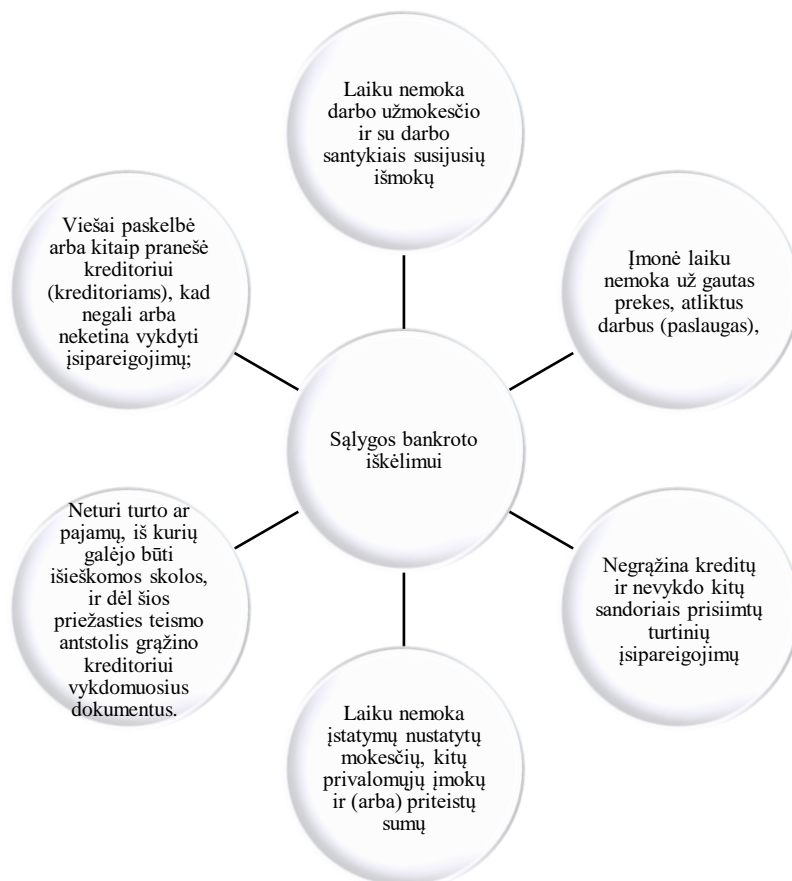 Laiku nemoka
darbo užmokesčio
ir su darbo
santykiais susijusių
išmokų
Įmonė laiku
nemoka už gautas
prekes, atliktus
darbus (paslaugas),
Negrąžina kreditų
ir nevykdo kitų
sandoriais prisiimtų
turtinių
įsipareigojimų
Laiku nemoka
įstatymų nustatytų
mokesčių, kitų
privalomųjų įmokų
ir (arba) priteistų
sumų
Neturi turto ar
pajamų, iš kurių
galėjo būti
išieškomos skolos,
ir dėl šios
priežasties teismo
antstolis grąžino
kreditoriui
vykdomuosius
dokumentus.
Viešai paskelbė
arba kitaip pranešė
kreditoriui
(kreditoriams), kad
negali arba
neketina vykdyti
įsipareigojimų;
Sąlygos bankroto
iškėlimui